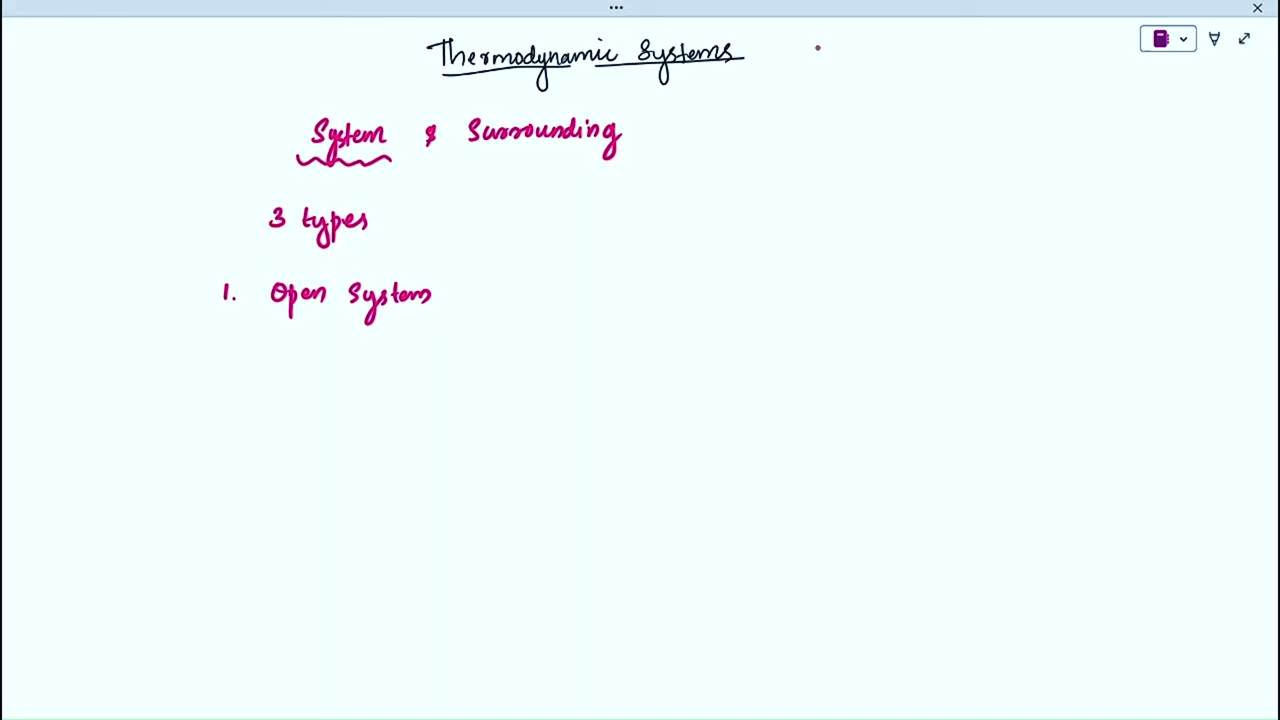 Thermodynamic Systems
System & Surrounding
3 types
1. Open System